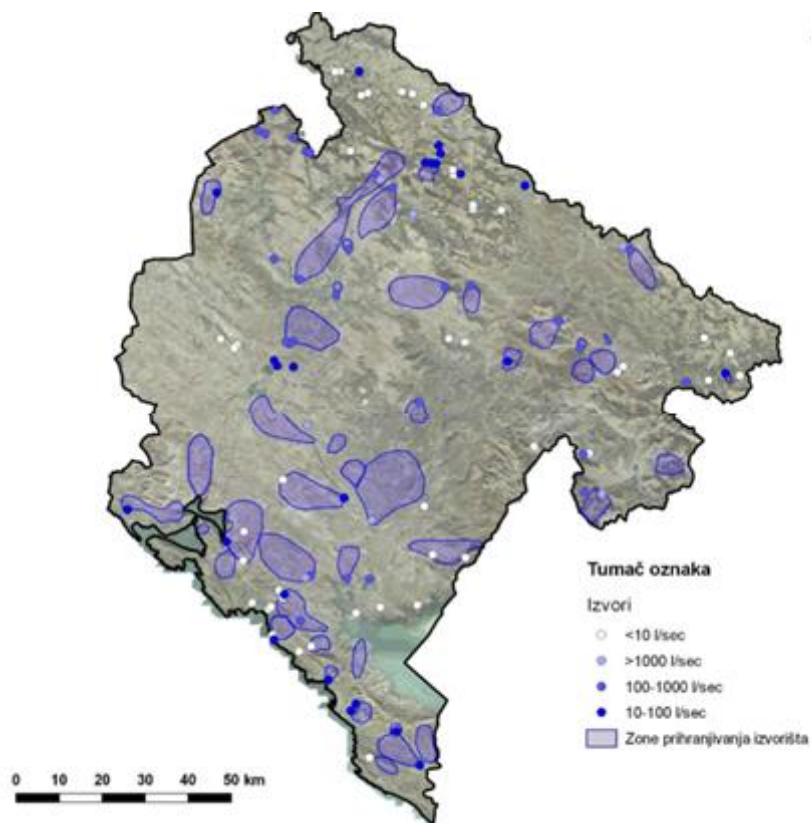 Tumač oznaka
Izvori
<10 l/sec
>1000 l/sec
100-1000 l/sec
10-100 l/sec
Zone prihranjivanja izvorišta
0 10 20 30 40 50 km